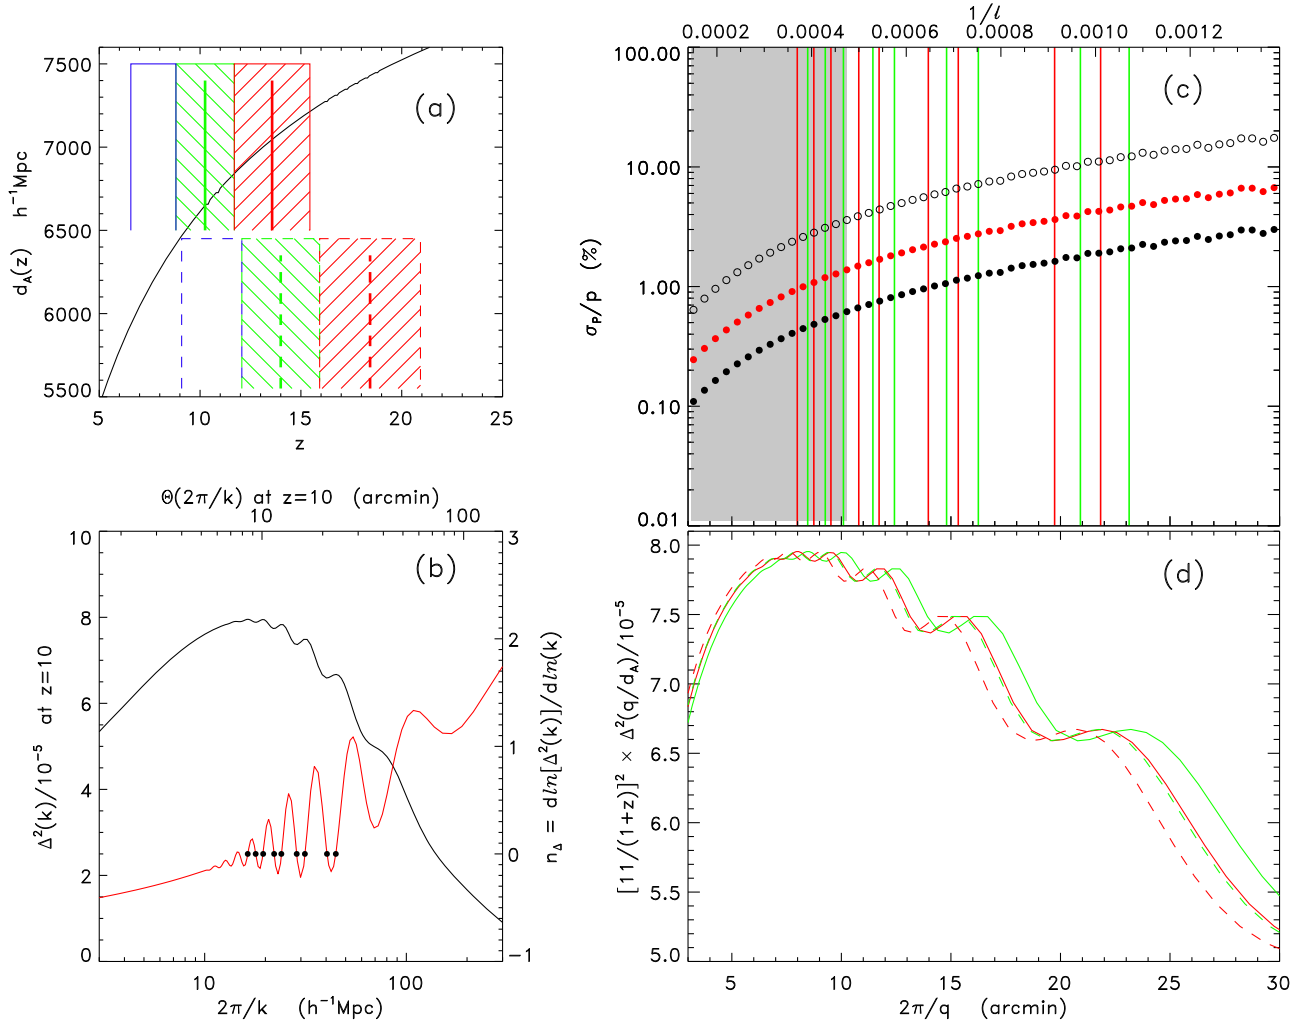 (a)
7500
7000
6500
6000
5500
d_A(z) h⁻¹Mpc
5 10 15 20 25
z
1/l
0.0002 0.0004 0.0006 0.0008 0.0010 0.0012
(c)
100.00
10.00
1.00
0.10
0.01
σ_P/p (%)
Θ(2π/k) at z=10 (arcmin)
10 100
(b)
10
8
6
4
2
0
Δ²(k)/10⁻⁵ at z=10
3
2
1
0
−1
n_Δ = dln[Δ²(k)]/dln(k)
10 100
2π/k (h⁻¹Mpc)
(d)
8.0
7.5
7.0
6.5
6.0
5.5
5.0
[11/(1+z)]² × Δ²(q/d_A)/10⁻⁵
5 10 15 20 25 30
2π/q (arcmin)